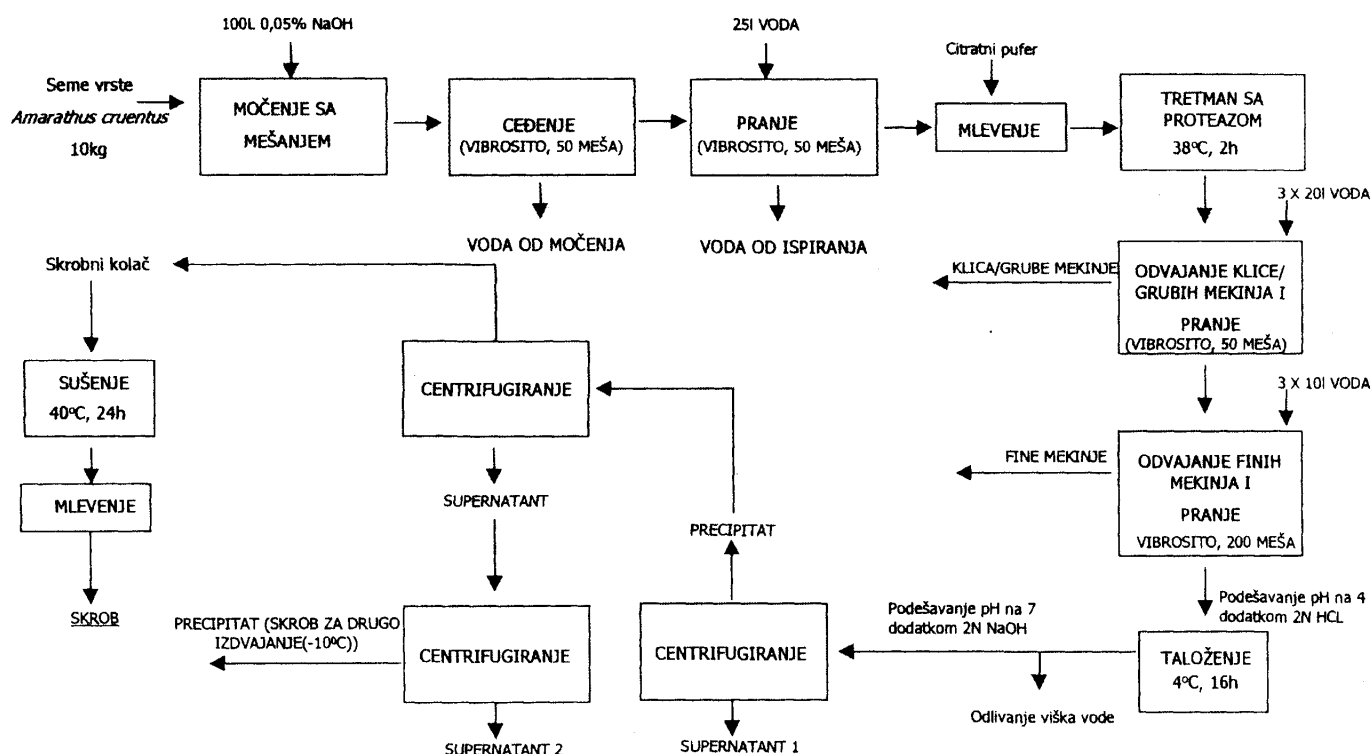 100L 0,05% NaOH
25l VODA
Citratni pufer
Seme vrste
Amarathus cruentus
10kg
MOČENJE SA
MEŠANJEM
CEĐENJE
(VIBROSITO, 50 MEŠA)
PRANJE
(VIBROSITO, 50 MEŠA)
MLEVENJE
TRETMAN SA
PROTEAZOM
38ºC, 2h
VODA OD MOČENJA
VODA OD ISPIRANJA
3 X 20l VODA
KLICA/GRUBE MEKINJE
ODVAJANJE KLICE/
GRUBIH MEKINJA I
PRANJE
(VIBROSITO, 50 MEŠA)
3 X 10l VODA
FINE MEKINJE
ODVAJANJE FINIH
MEKINJA I
PRANJE
VIBROSITO, 200 MEŠA
Podešavanje pH na 4
dodatkom 2N HCL
TALOŽENJE
4ºC, 16h
Podešavanje pH na 7
dodatkom 2N NaOH
Odlivanje viška vode
CENTRIFUGIRANJE
SUPERNATANT 1
PRECIPITAT
CENTRIFUGIRANJE
SUPERNATANT
CENTRIFUGIRANJE
SUPERNATANT 2
PRECIPITAT (SKROB ZA DRUGO
IZDVAJANJE(-10ºC))
Skrobni kolač
SUŠENJE
40ºC, 24h
MLEVENJE
SKROB